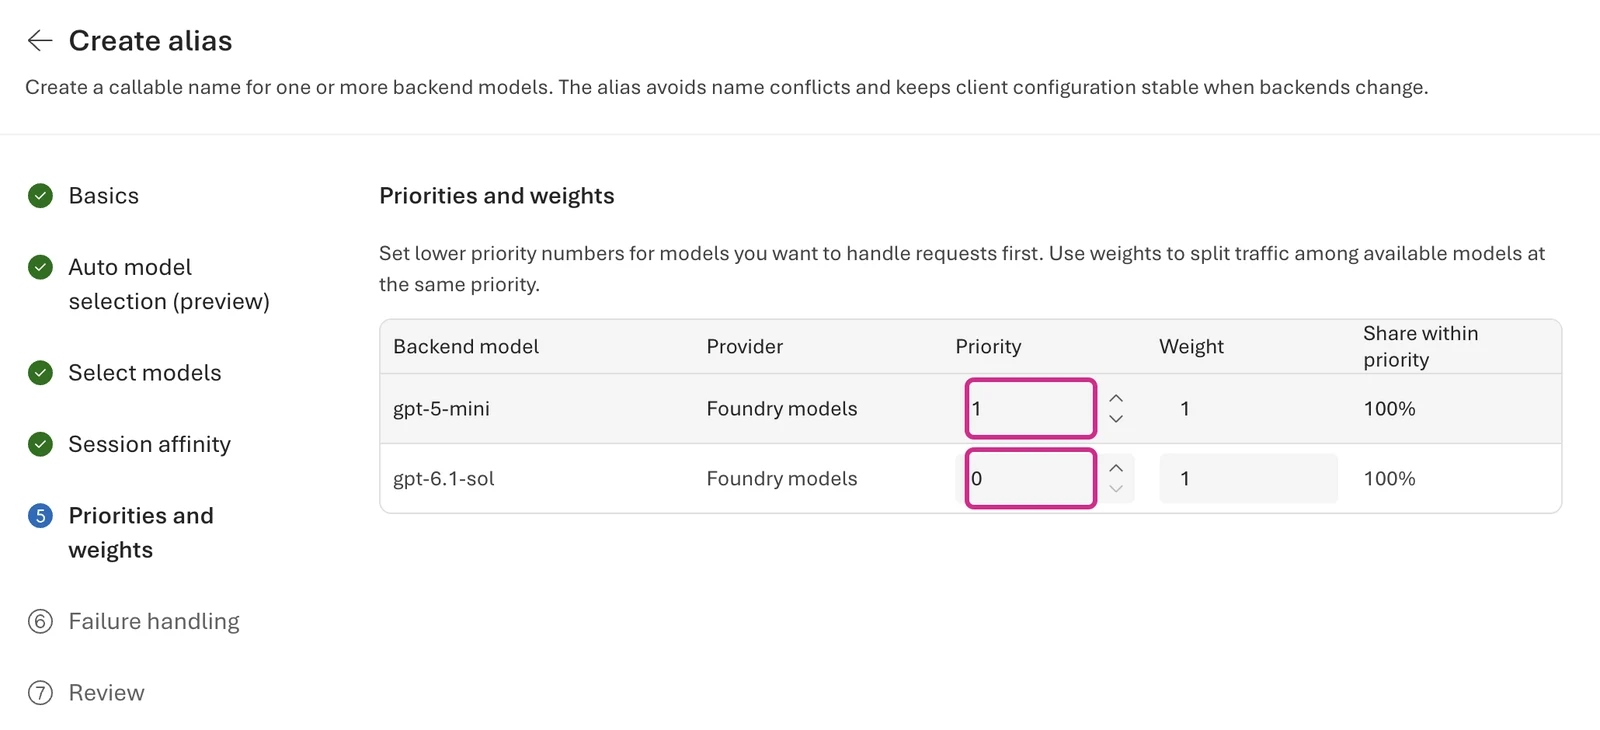 Create alias
Create a callable name for one or more backend models. The alias avoids name conflicts and keeps client configuration stable when backends change.
Basics
Auto model
selection (preview)
Select models
Session affinity
5 Priorities and
weights
6 Failure handling
7 Review
Priorities and weights
Set lower priority numbers for models you want to handle requests first. Use weights to split traffic among available models at
the same priority.
Backend model Provider Priority Weight Share within
priority
gpt-5-mini Foundry models 1 1 100%
gpt-6.1-sol Foundry models 0 1 100%